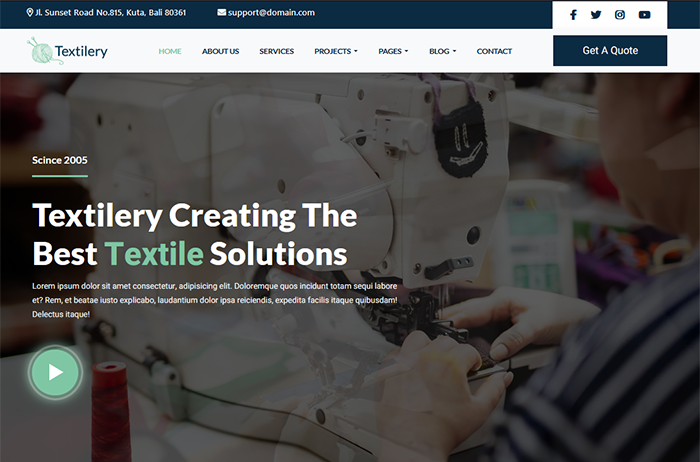 Jl. Sunset Road No.815, Kuta, Bali 80361
support@domain.com
Textilery
HOME
ABOUT US
SERVICES
PROJECTS
PAGES
BLOG
CONTACT
Get A Quote
Scince 2005
Textilery Creating The
Best Textile Solutions
Lorem ipsum dolor sit amet consectetur, adipisicing elit. Doloremque quos incidunt totam sequi labore
et? Rem, et beatae iusto explicabo, laudantium dolor ipsa reiciendis, expedita facilis itaque quibusdam!
Delectus itaque!